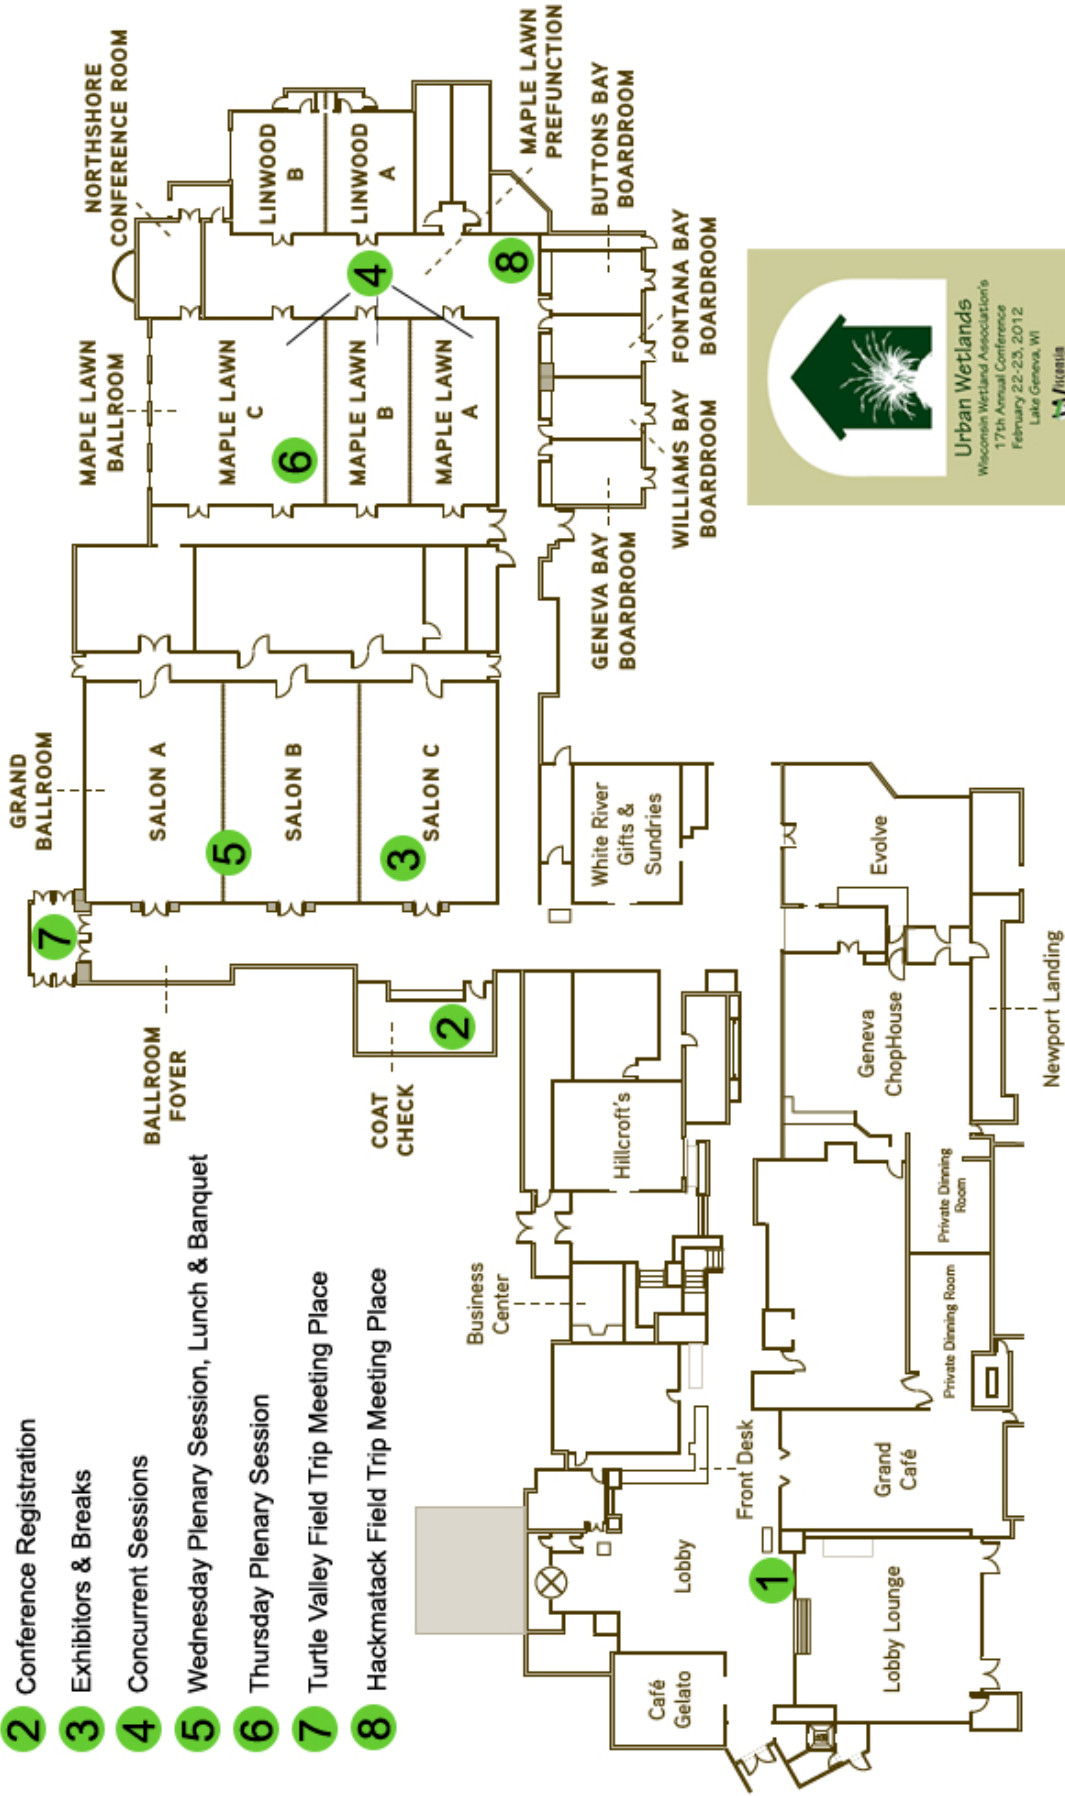 2 Conference Registration
3 Exhibitors & Breaks
4 Concurrent Sessions
5 Wednesday Plenary Session, Lunch & Banquet
6 Thursday Plenary Session
7 Turtle Valley Field Trip Meeting Place
8 Hackmatack Field Trip Meeting Place
GRAND
BALLROOM
7
BALLROOM
FOYER
SALON A
5
SALON B
3
SALON C
COAT
CHECK
2
MAPLE LAWN
BALLROOM
NORTHSHORE
CONFERENCE ROOM
MAPLE LAWN
C
6
MAPLE LAWN
B
MAPLE LAWN
A
4
LINWOOD
B
LINWOOD
A
8
MAPLE LAWN
PREFUNCTION
BUTTONS BAY
BOARDROOM
FONTANA BAY
BOARDROOM
WILLIAMS BAY
BOARDROOM
GENEVA BAY
BOARDROOM
White River
Gifts &
Sundries
Business
Center
Hillcroft's
Evolve
Geneva
ChopHouse
Newport Landing
Private Dinning
Room
Private Dinning Room
Front Desk
Grand
Café
Lobby
1
Lobby Lounge
Café
Gelato
Urban Wetlands
Wisconsin Wetland Association's
17th Annual Conference
February 22-23, 2012
Lake Geneva, WI